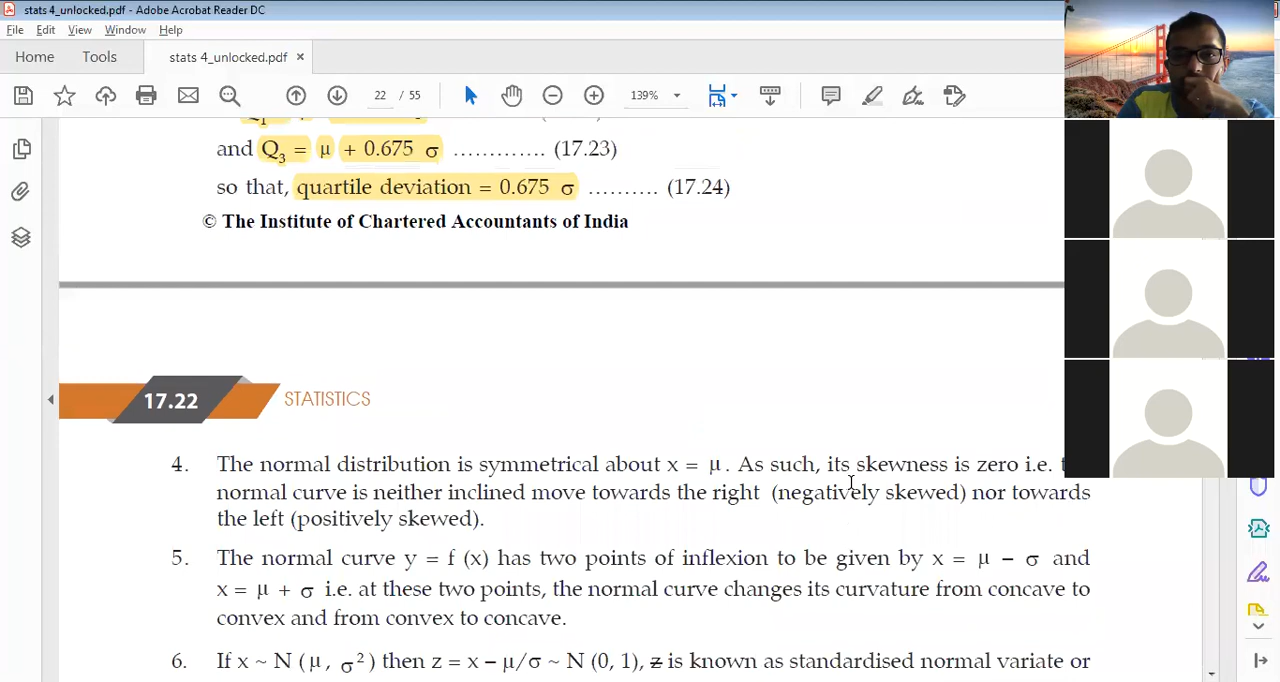 stats 4_unlocked.pdf - Adobe Acrobat Reader DC
File Edit View Window Help
Home Tools stats 4_unlocked.pdf ×
22 / 55 139%
and Q3 = μ + 0.675 σ ............. (17.23)
so that, quartile deviation = 0.675 σ .......... (17.24)
© The Institute of Chartered Accountants of India
17.22 STATISTICS
4. The normal distribution is symmetrical about x = μ. As such, its skewness is zero i.e.
normal curve is neither inclined move towards the right (negatively skewed) nor towards
the left (positively skewed).
5. The normal curve y = f (x) has two points of inflexion to be given by x = μ − σ and
x = μ + σ i.e. at these two points, the normal curve changes its curvature from concave to
convex and from convex to concave.
6. If x ~ N (μ, σ²) then z = x − μ/σ ~ N (0, 1), z is known as standardised normal variate or